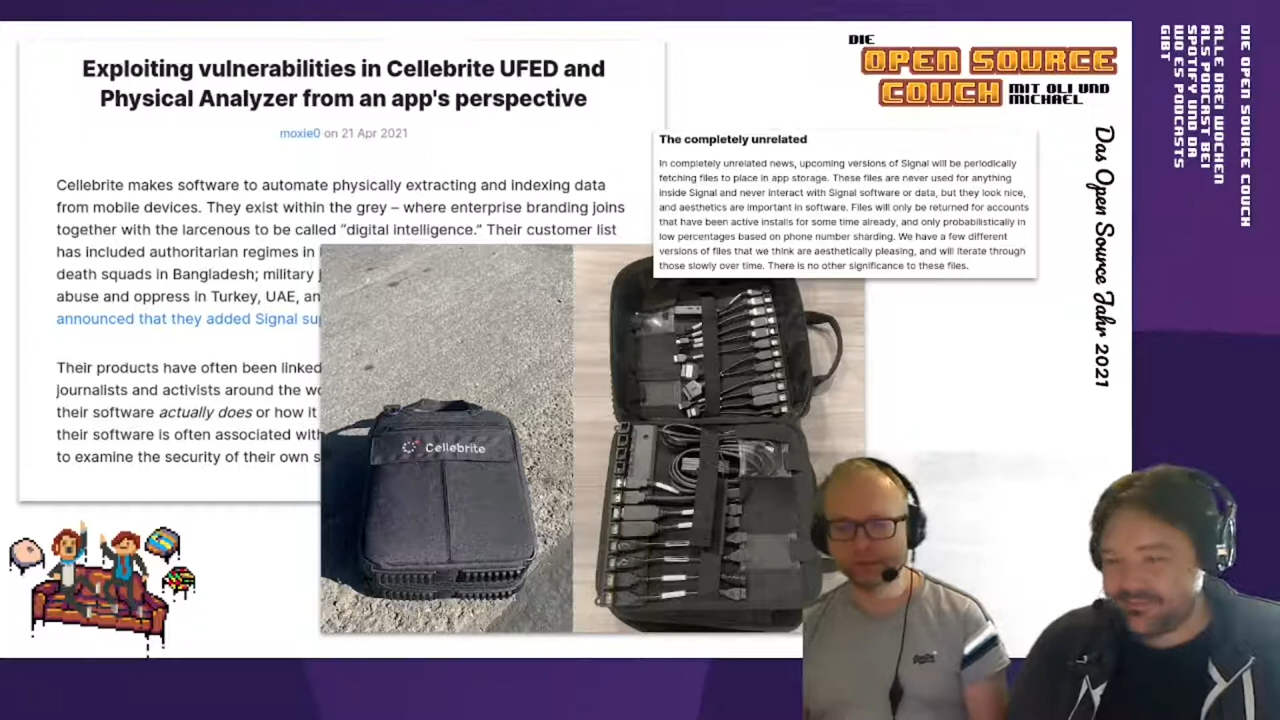 Exploiting vulnerabilities in Cellebrite UFED and
Physical Analyzer from an app's perspective
moxie0 on 21 Apr 2021
Cellebrite makes software to automate physically extracting and indexing data
from mobile devices. They exist within the grey – where enterprise branding joins
together with the larcenous to be called “digital intelligence.” Their customer list
has included authoritarian regimes in
death squads in Bangladesh; military
abuse and oppress in Turkey, UAE, an
announced that they added Signal su
Their products have often been linked
journalists and activists around the wo
their software actually does or how it
their software is often associated with
to examine the security of their own s
Cellebrite
DIE
OPEN SOURCE
COUCH
MIT OLI UND
MICHAEL
The completely unrelated
In completely unrelated news, upcoming versions of Signal will be periodically
fetching files to place in app storage. These files are never used for anything
inside Signal and never interact with Signal software or data, but they look nice,
and aesthetics are important in software. Files will only be returned for accounts
that have been active installs for some time already, and only probabilistically in
low percentages based on phone number sharding. We have a few different
versions of files that we think are aesthetically pleasing, and will iterate through
those slowly over time. There is no other significance to these files.
Das Open Source Jahr 2021
DIE OPEN SOURCE COUCH
ALLE DREI WOCHEN
ALS PODCAST BEI
SPOTIFY UND DA
WO ES PODCASTS
GIBT